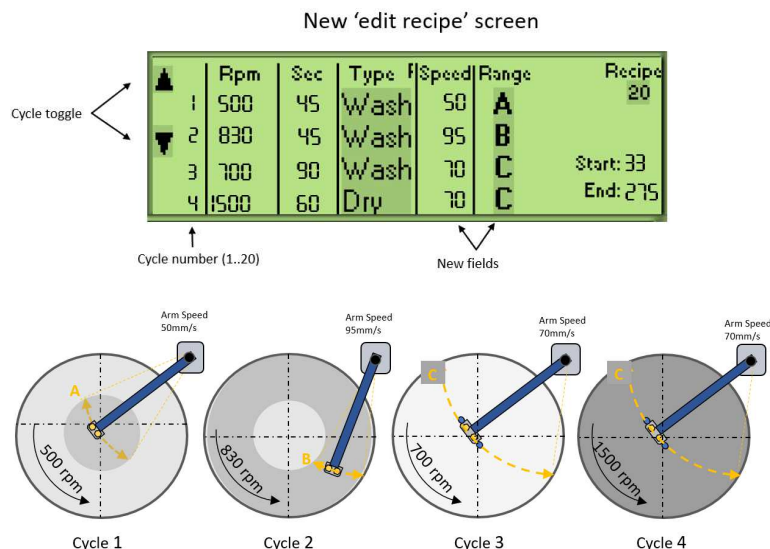 New 'edit recipe' screen
Rpm Sec Type Speed Range Recipe
20
1 500 45 Wash 50 A
2 830 45 Wash 95 B
3 700 90 Wash 70 C
Start: 33
4 1500 60 Dry 70 C
End: 275
Cycle toggle
Cycle number (1..20)
New fields
Arm Speed
50mm/s
A
500 rpm
Cycle 1
Arm Speed
95mm/s
B
830 rpm
Cycle 2
Arm Speed
70mm/s
C
700 rpm
Cycle 3
Arm Speed
70mm/s
C
1500 rpm
Cycle 4